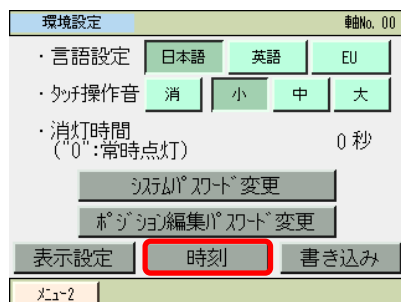 環境設定 軸No. 00
・言語設定 日本語 英語 EU
・ﾀｯﾁ操作音 消 小 中 大
・消灯時間 0 秒
("0":常時点灯)
ｼｽﾃﾑﾊﾟｽﾜｰﾄﾞ変更
ﾎﾟｼﾞｼｮﾝ編集ﾊﾟｽﾜｰﾄﾞ変更
表示設定 時刻 書き込み
ﾒﾆｭｰ2